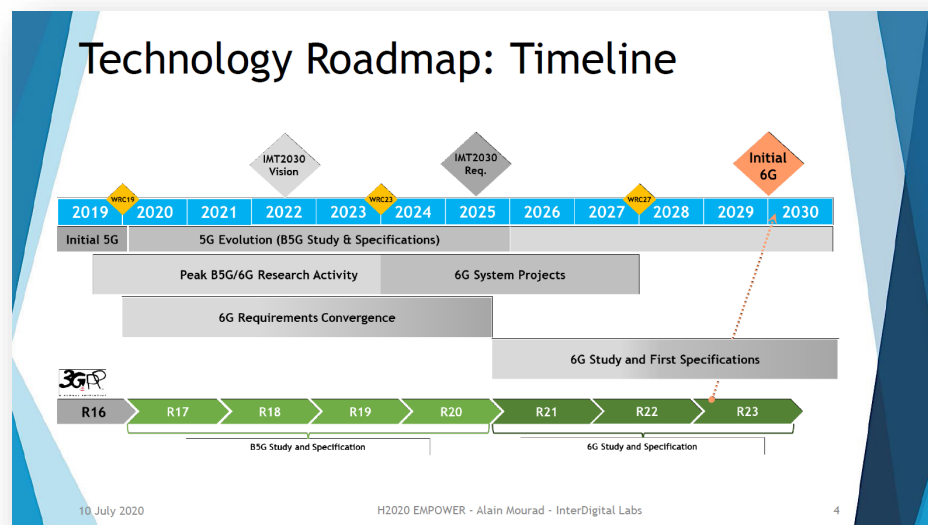 Technology Roadmap: Timeline
IMT2030
Vision
IMT2030
Req.
Initial
6G
WRC19
WRC23
WRC27
2019 2020 2021 2022 2023 2024 2025 2026 2027 2028 2029 2030
Initial 5G 5G Evolution (B5G Study & Specifications)
Peak B5G/6G Research Activity 6G System Projects
6G Requirements Convergence
6G Study and First Specifications
3GPP
R16 R17 R18 R19 R20 R21 R22 R23
B5G Study and Specification 6G Study and Specification
10 July 2020 H2020 EMPOWER - Alain Mourad - InterDigital Labs 4